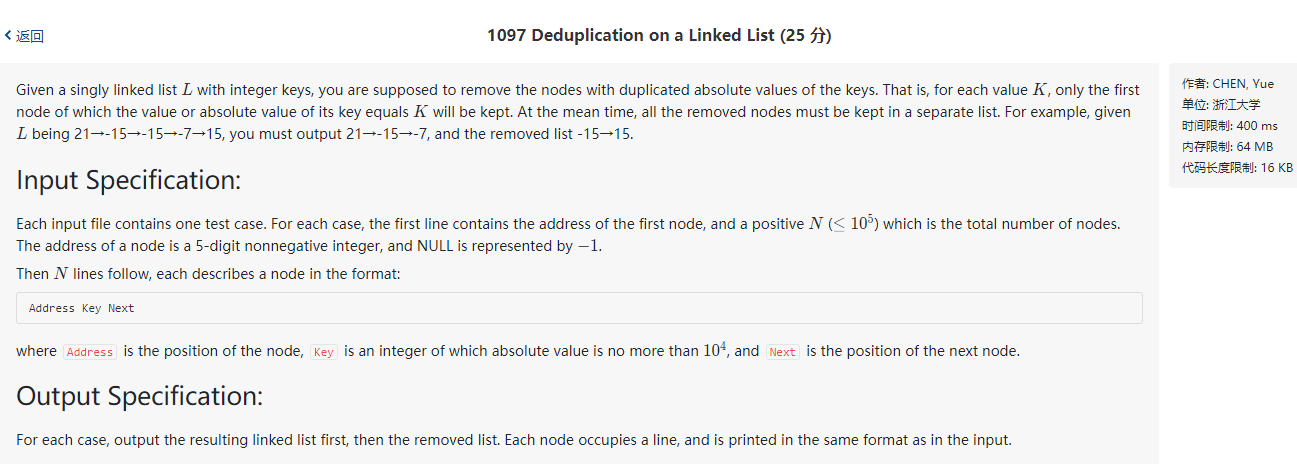 返回
1097 Deduplication on a Linked List (25 分)
Given a singly linked list L with integer keys, you are supposed to remove the nodes with duplicated absolute values of the keys. That is, for each value K, only the first
node of which the value or absolute value of its key equals K will be kept. At the mean time, all the removed nodes must be kept in a separate list. For example, given
L being 21→-15→-15→-7→15, you must output 21→-15→-7, and the removed list -15→15.
Input Specification:
Each input file contains one test case. For each case, the first line contains the address of the first node, and a positive N (≤ 10⁵) which is the total number of nodes.
The address of a node is a 5-digit nonnegative integer, and NULL is represented by −1.
Then N lines follow, each describes a node in the format:
Address Key Next
where Address is the position of the node, Key is an integer of which absolute value is no more than 10⁴, and Next is the position of the next node.
Output Specification:
For each case, output the resulting linked list first, then the removed list. Each node occupies a line, and is printed in the same format as in the input.
作者: CHEN, Yue
单位: 浙江大学
时间限制: 400 ms
内存限制: 64 MB
代码长度限制: 16 KB